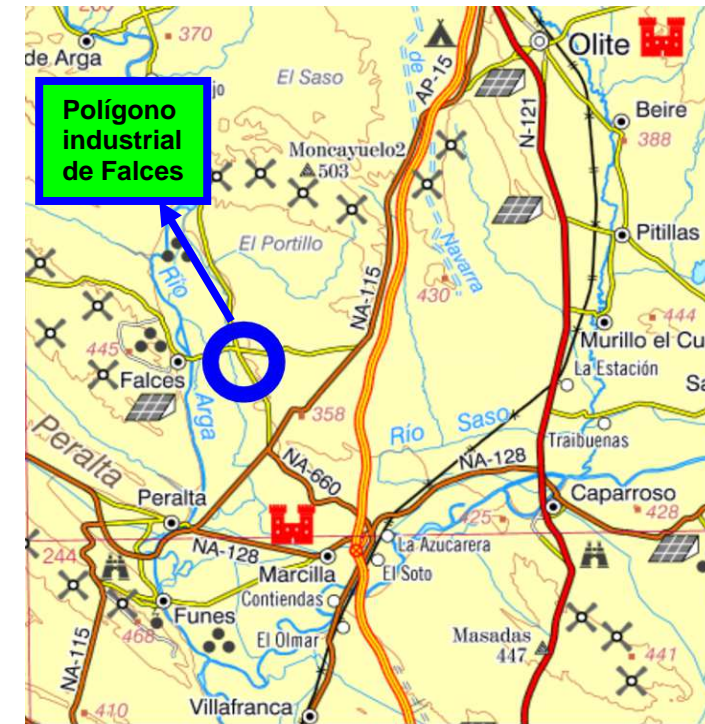 de Arga
370
jo
El Saso
de
AP-15
Olite
Polígono
industrial
de Falces
Moncayuelo2
503
N-121
Beire
388
El Portillo
Navarra
Pitillas
Río
NA-115
430
444
Murillo el Cu
445
Falces
La Estación
Sa
Arga
358
Río Saso
Peralta
NA-660
NA-128
Traibuenas
Peralta
Caparroso
425
428
244
NA-128
La Azucarera
Marcilla
El Soto
Contiendas
Funes
468
El Olmar
Masadas
447
441
NA-115
410
Villafranca